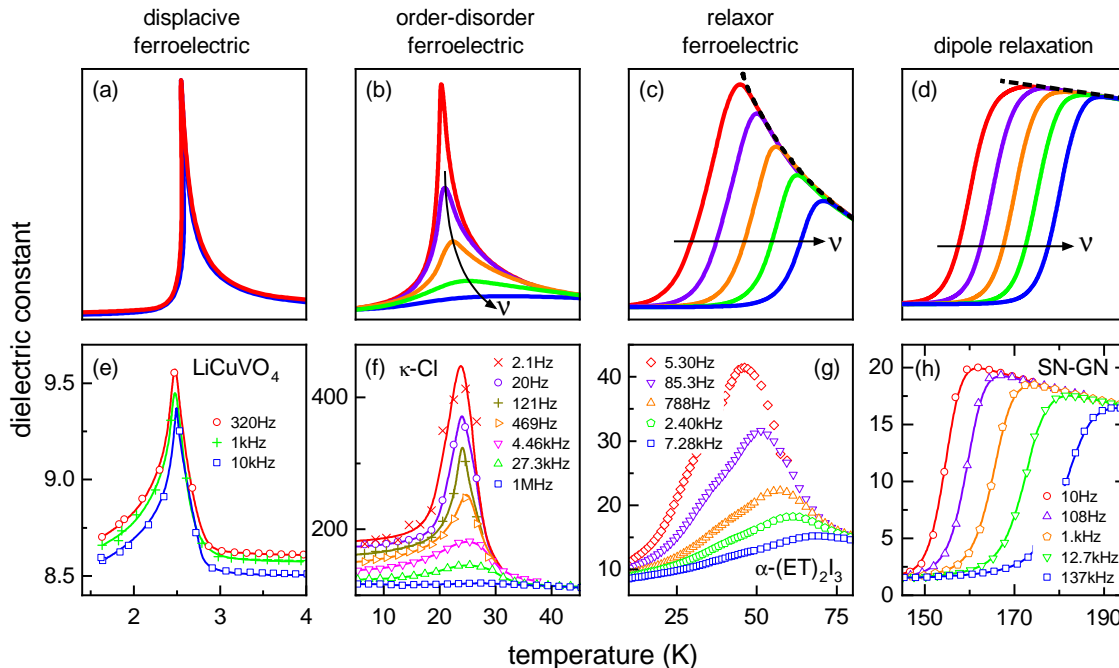 displacive
ferroelectric
order-disorder
ferroelectric
relaxor
ferroelectric
dipole relaxation
dielectric constant
(a)
(b)
ν
(c)
ν
(d)
ν
(e) LiCuVO₄
320Hz
1kHz
10kHz
9.5
9.0
8.5
2 3 4
(f) κ-Cl
2.1Hz
20Hz
121Hz
469Hz
4.46kHz
27.3kHz
1MHz
400
200
10 20 30 40
(g)
5.30Hz
85.3Hz
788Hz
2.40kHz
7.28kHz
α-(ET)₂I₃
40
30
20
10
25 50 75
(h) SN-GN
10Hz
108Hz
1.kHz
12.7kHz
137kHz
20
15
10
5
0
150 170 190
temperature (K)